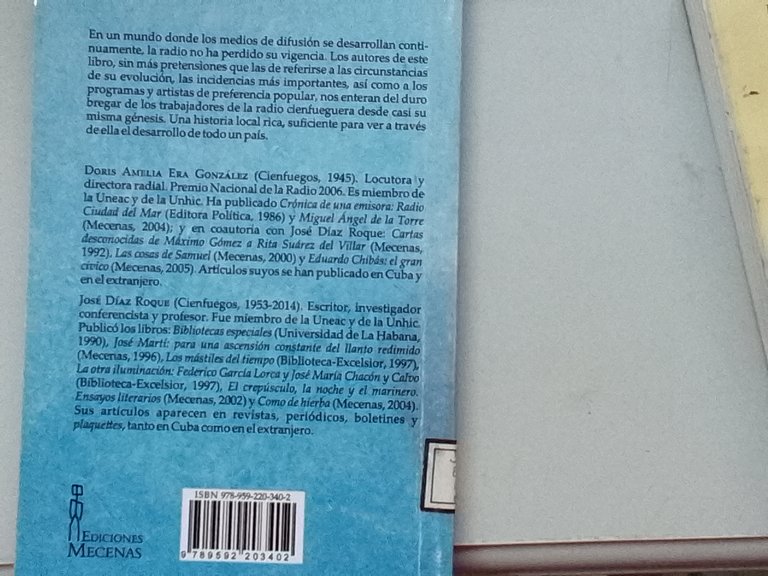 En un mundo donde los medios de difusión se desarrollan conti-
nuamente, la radio no ha perdido su vigencia. Los autores de este
libro, sin más pretensiones que las de referirse a las circunstancias
de su evolución, las incidencias más importantes, así como a los
programas y artistas de preferencia popular, nos enteran del duro
bregar de los trabajadores de la radio cienfueguera desde casi su
misma génesis. Una historia local rica, suficiente para ver a través
de ella el desarrollo de todo un país.
DORIS AMELIA ERA GONZÁLEZ (Cienfuegos, 1945). Locutora y
directora radial. Premio Nacional de la Radio 2006. Es miembro de
la Uneac y de la Unhic. Ha publicado Crónica de una emisora: Radio
Ciudad del Mar (Editora Política, 1986) y Miguel Ángel de la Torre
(Mecenas, 2004); y en coautoría con José Díaz Roque: Cartas
desconocidas de Máximo Gómez a Rita Suárez del Villar (Mecenas,
1992), Las cosas de Samuel (Mecenas, 2000) y Eduardo Chibás: el gran
cívico (Mecenas, 2005). Artículos suyos se han publicado en Cuba y
en el extranjero.
JOSÉ DÍAZ ROQUE (Cienfuegos, 1953-2014). Escritor, investigador
conferencista y profesor. Fue miembro de la Uneac y de la Unhic.
Publicó los libros: Bibliotecas especiales (Universidad de La Habana,
1990), José Martí: para una ascensión constante del llanto redimido
(Mecenas, 1996), Los mástiles del tiempo (Biblioteca-Excelsior, 1997),
La otra iluminación: Federico García Lorca y José María Chacón y Calvo
(Biblioteca-Excelsior, 1997), El crepúsculo, la noche y el marinero.
Ensayos literarios (Mecenas, 2002) y Como de hierba (Mecenas, 2004).
Sus artículos aparecen en revistas, periódicos, boletines y
plaquettes, tanto en Cuba como en el extranjero.
EDICIONES
MECENAS
ISBN 978-959-220-340-2
9 789592 203402